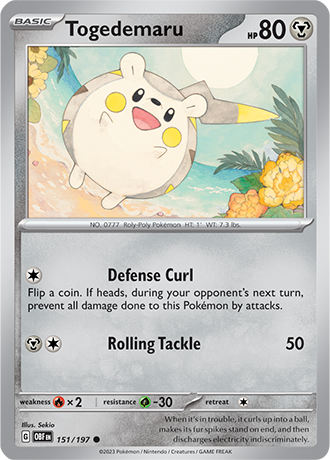 BASIC Togedemaru HP 80
NO. 0777 Roly-Poly Pokémon HT: 1' WT: 7.3 lbs.
Defense Curl
Flip a coin. If heads, during your opponent's next turn,
prevent all damage done to this Pokémon by attacks.
Rolling Tackle 50
weakness ×2 resistance -30 retreat
Illus. Sekio
G OBF EN 151/197
When it's in trouble, it curls up into a ball,
makes its fur spikes stand on end, and then
discharges electricity indiscriminately.
©2023 Pokémon / Nintendo / Creatures / GAME FREAK